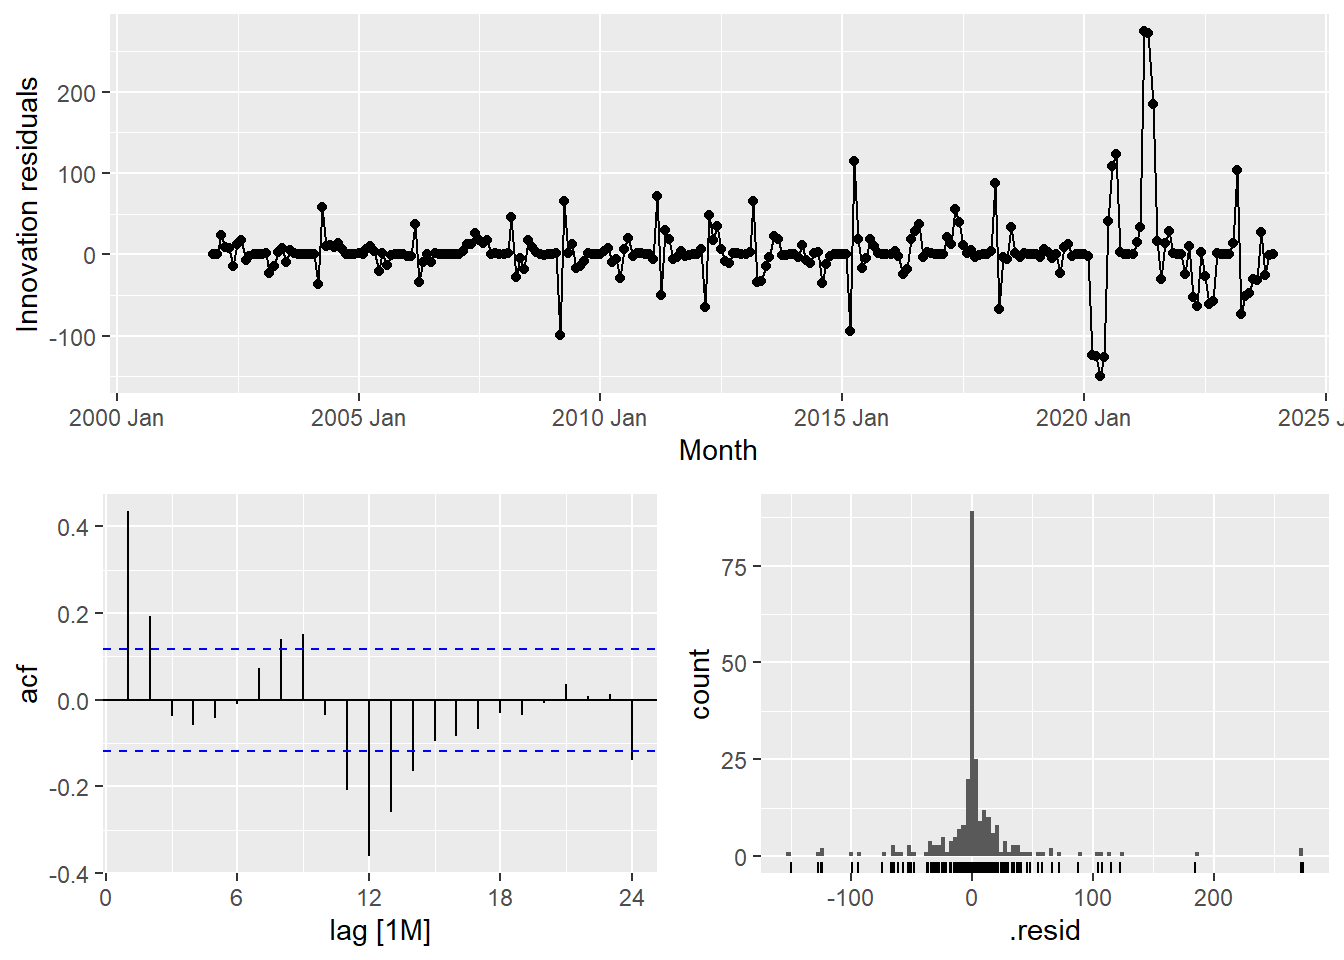 Innovation residuals
200
100
0
-100
2000 Jan 2005 Jan 2010 Jan 2015 Jan 2020 Jan 2025 J
Month
acf
0.4
0.2
0.0
-0.2
-0.4
0 6 12 18 24
lag [1M]
count
75
50
25
0
-100 0 100 200
.resid